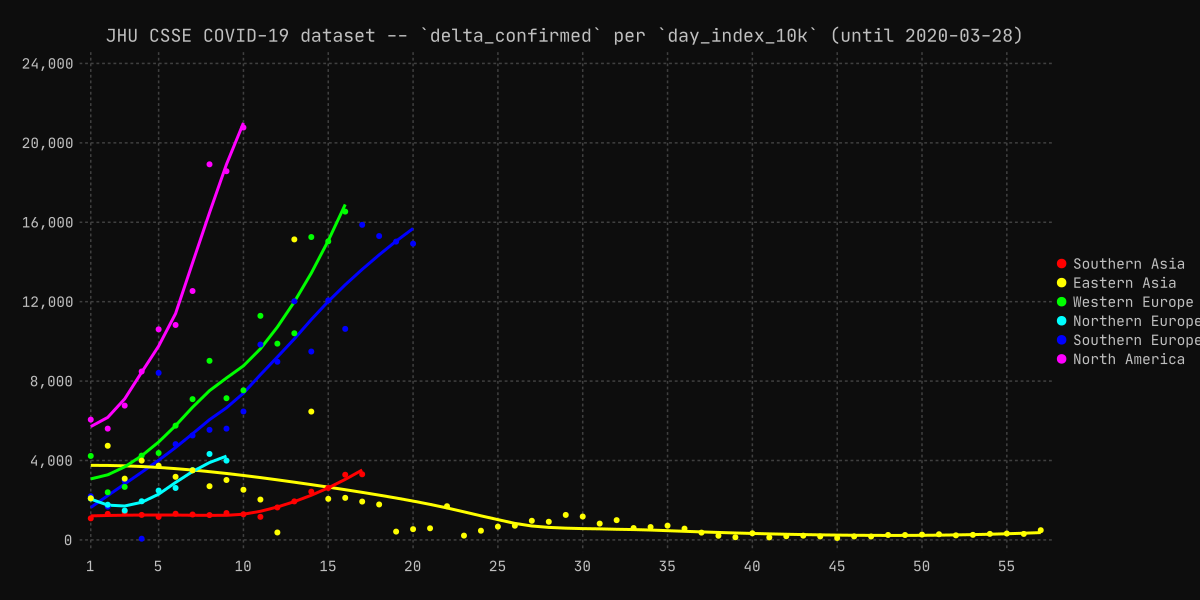 JHU CSSE COVID-19 dataset -- `delta_confirmed` per `day_index_10k` (until 2020-03-28)
24,000
20,000
16,000
12,000
8,000
4,000
0
1 5 10 15 20 25 30 35 40 45 50 55
Southern Asia
Eastern Asia
Western Europe
Northern Europe
Southern Europe
North America